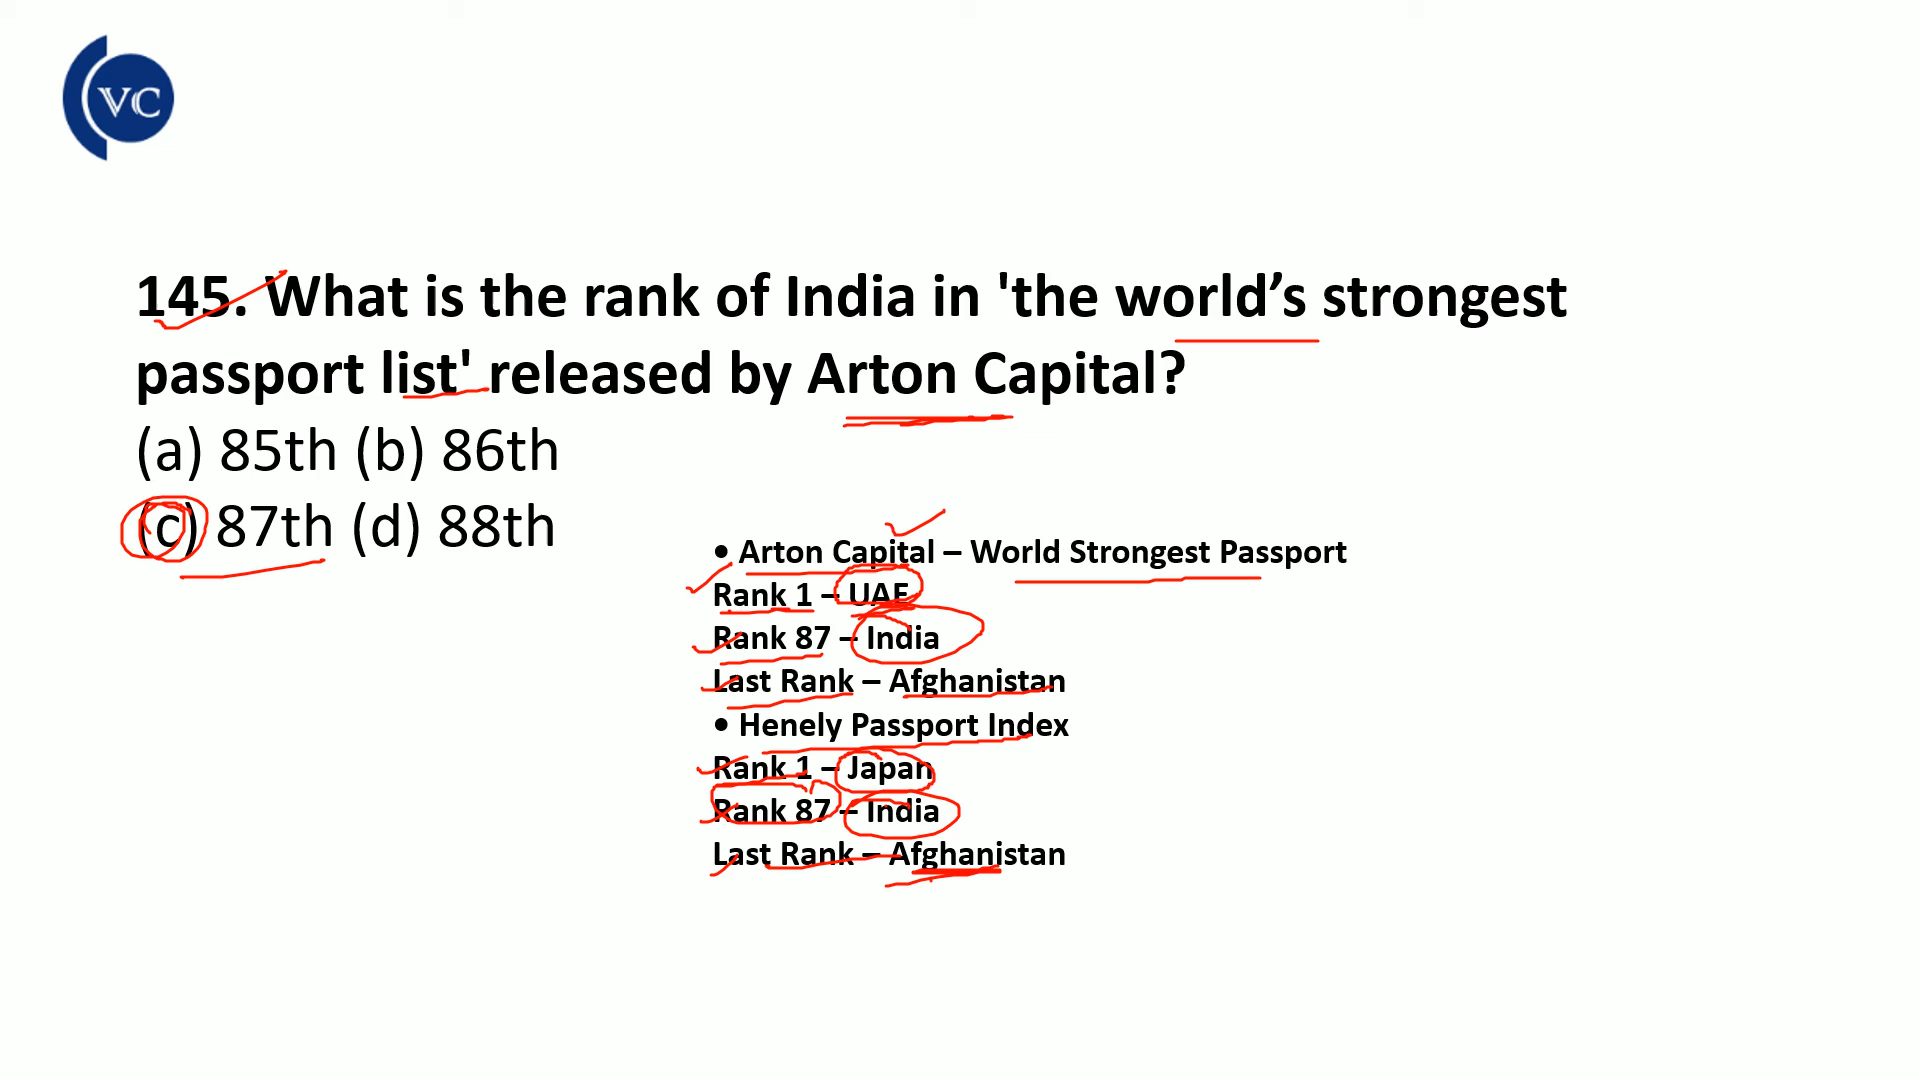 VC
145. What is the rank of India in 'the world’s strongest
passport list' released by Arton Capital?
(a) 85th (b) 86th
(c) 87th (d) 88th
• Arton Capital – World Strongest Passport
Rank 1 – UAE
Rank 87 – India
Last Rank – Afghanistan
• Henely Passport Index
Rank 1 – Japan
Rank 87 – India
Last Rank – Afghanistan